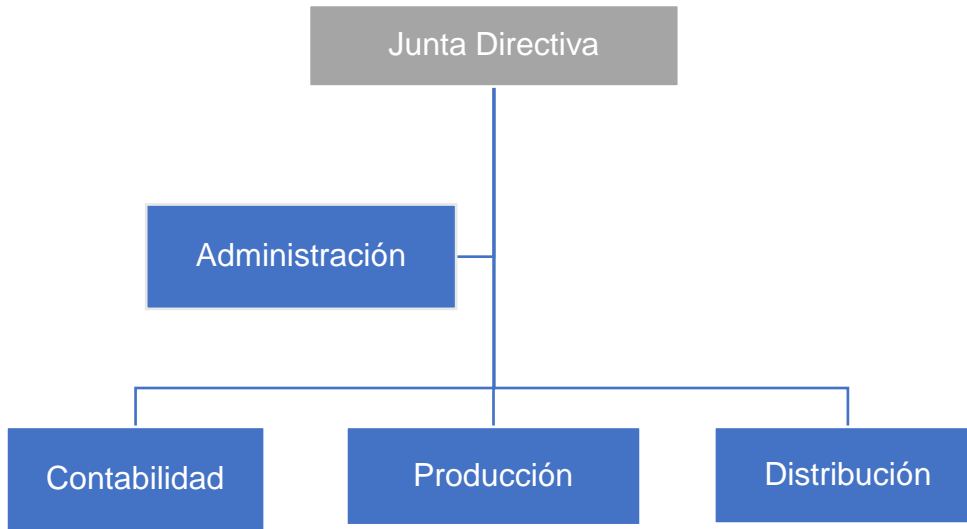 Junta Directiva
Administración
Contabilidad
Producción
Distribución